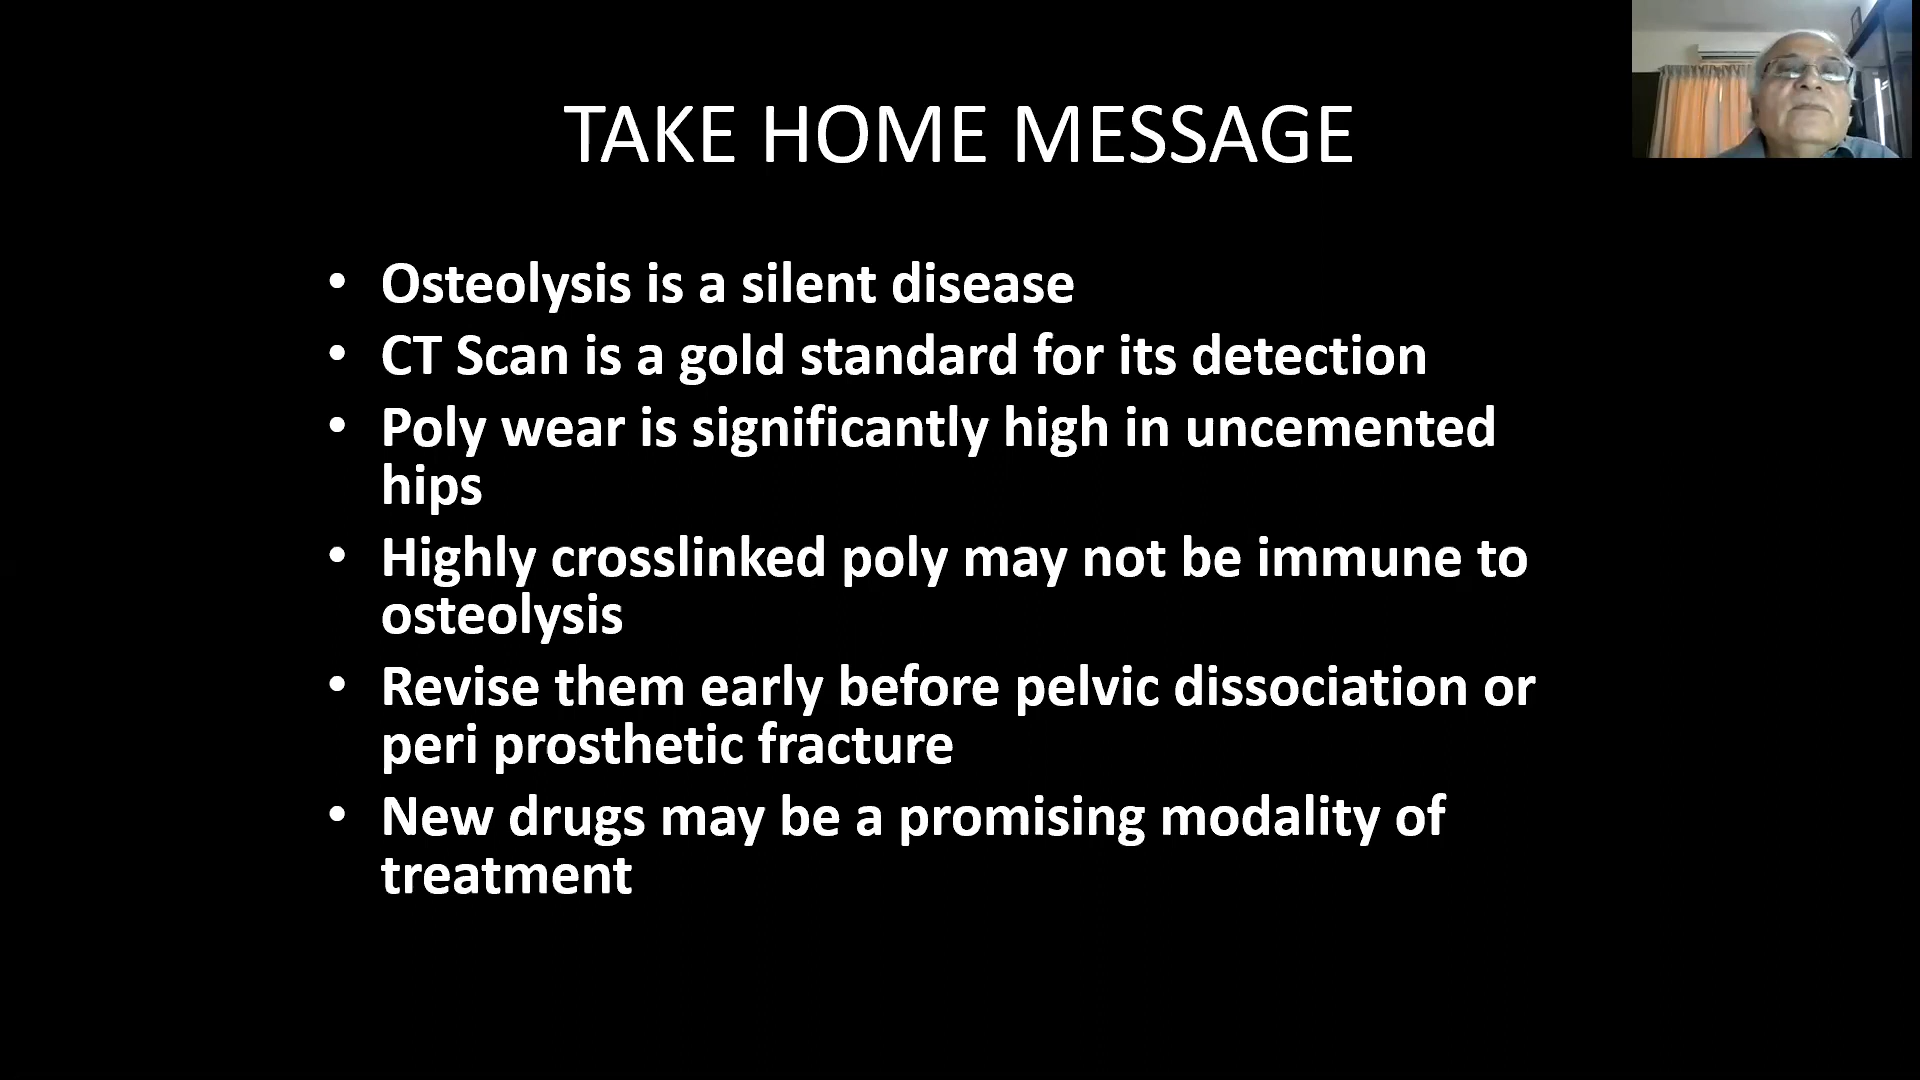 TAKE HOME MESSAGE
• Osteolysis is a silent disease
• CT Scan is a gold standard for its detection
• Poly wear is significantly high in uncemented
hips
• Highly crosslinked poly may not be immune to
osteolysis
• Revise them early before pelvic dissociation or
peri prosthetic fracture
• New drugs may be a promising modality of
treatment